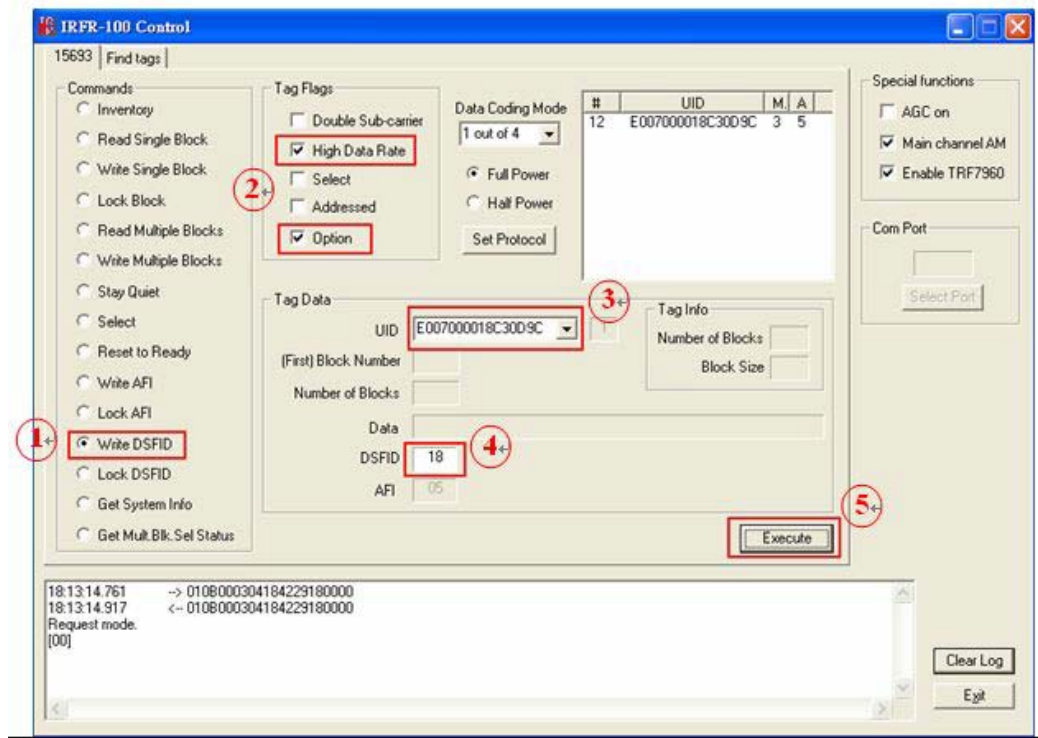 IRFR-100 Control
15693 Find tags
Commands
Inventory
Read Single Block
Write Single Block
Lock Block
Read Multiple Blocks
Write Multiple Blocks
Stay Quiet
Select
Reset to Ready
Write AFI
Lock AFI
1
Write DSFID
Lock DSFID
Get System Info
Get Mult.Blk.Sel Status
Tag Flags
Double Sub-carrier
High Data Rate
2
Select
Addressed
Option
Data Coding Mode
1 out of 4
Full Power
Half Power
Set Protocol
# UID M. A
12 E007000018C30D9C 3 5
Special functions
AGC on
Main channel AM
Enable TRF7960
Com Port
Select Port
Tag Data
3
UID E007000018C30D9C 1
(First) Block Number
Number of Blocks
Data
DSFID 18
4
AFI 05
Tag Info
Number of Blocks
Block Size
5
Execute
18:13:14.761 --> 010B000304184229180000
18:13:14.917 <-- 010B000304184229180000
Request mode.
[00]
Clear Log
Exit